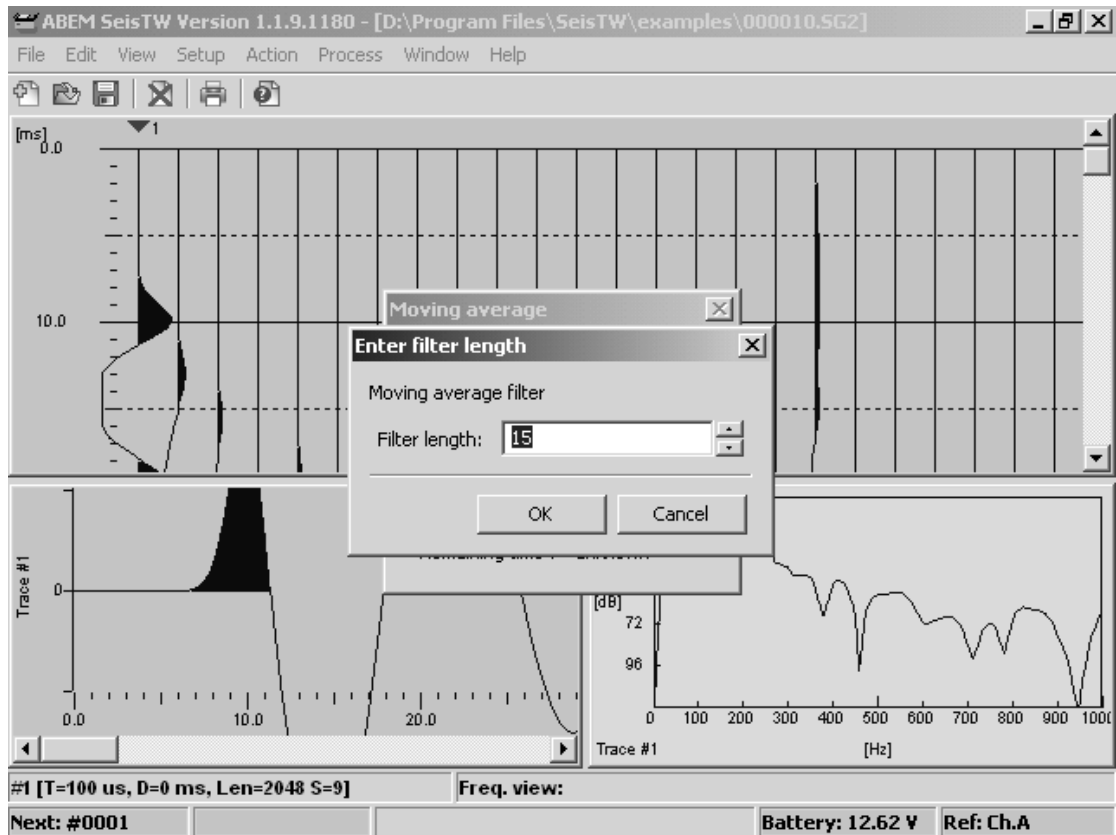 ABEM SeisTW Version 1.1.9.1180 - [D:\Program Files\SeisTW\examples\000010.SG2]
File Edit View Setup Action Process Window Help
[ms]
0.0
1
10.0
Moving average
Enter filter length
Moving average filter
Filter length: 15
OK Cancel
Trace #1
0
0.0 10.0 20.0
[dB]
72
96
0 100 200 300 400 500 600 700 800 900
Trace #1 [Hz]
#1 [T=100 us, D=0 ms, Len=2048 S=9] Freq. view:
Next: #0001 Battery: 12.62 V Ref: Ch.A